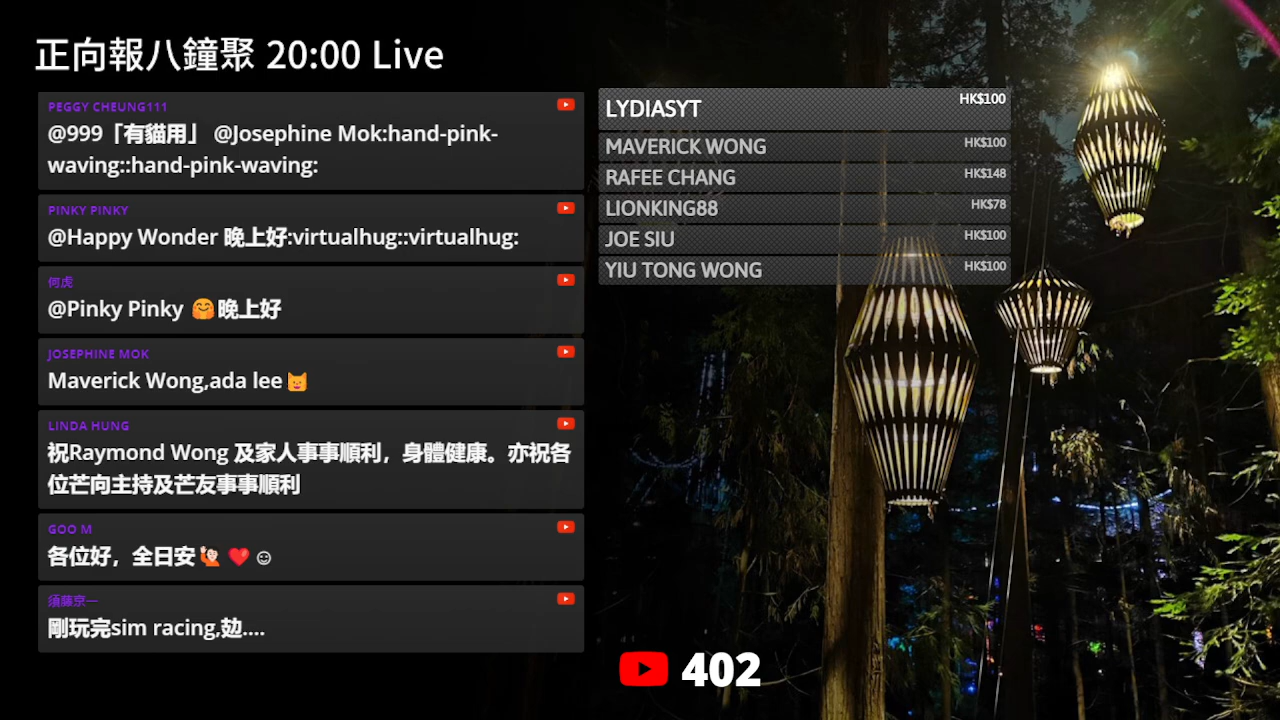 正向報八鐘聚 20:00 Live
PEGGY CHEUNG111
@999「有貓用」 @Josephine Mok:hand-pink-
waving::hand-pink-waving:
PINKY PINKY
@Happy Wonder 晚上好:virtualhug::virtualhug:
何虎
@Pinky Pinky 🤗晚上好
JOSEPHINE MOK
Maverick Wong,ada lee😼
LINDA HUNG
祝Raymond Wong 及家人事事順利，身體健康。亦祝各
位芒向主持及芒友事事順利
GOO M
各位好，全日安🙋🏻❤️☺
須藤京一
剛玩完sim racing,攰....
LYDIASYT HK$100
MAVERICK WONG HK$100
RAFEE CHANG HK$148
LIONKING88 HK$78
JOE SIU HK$100
YIU TONG WONG HK$100
402